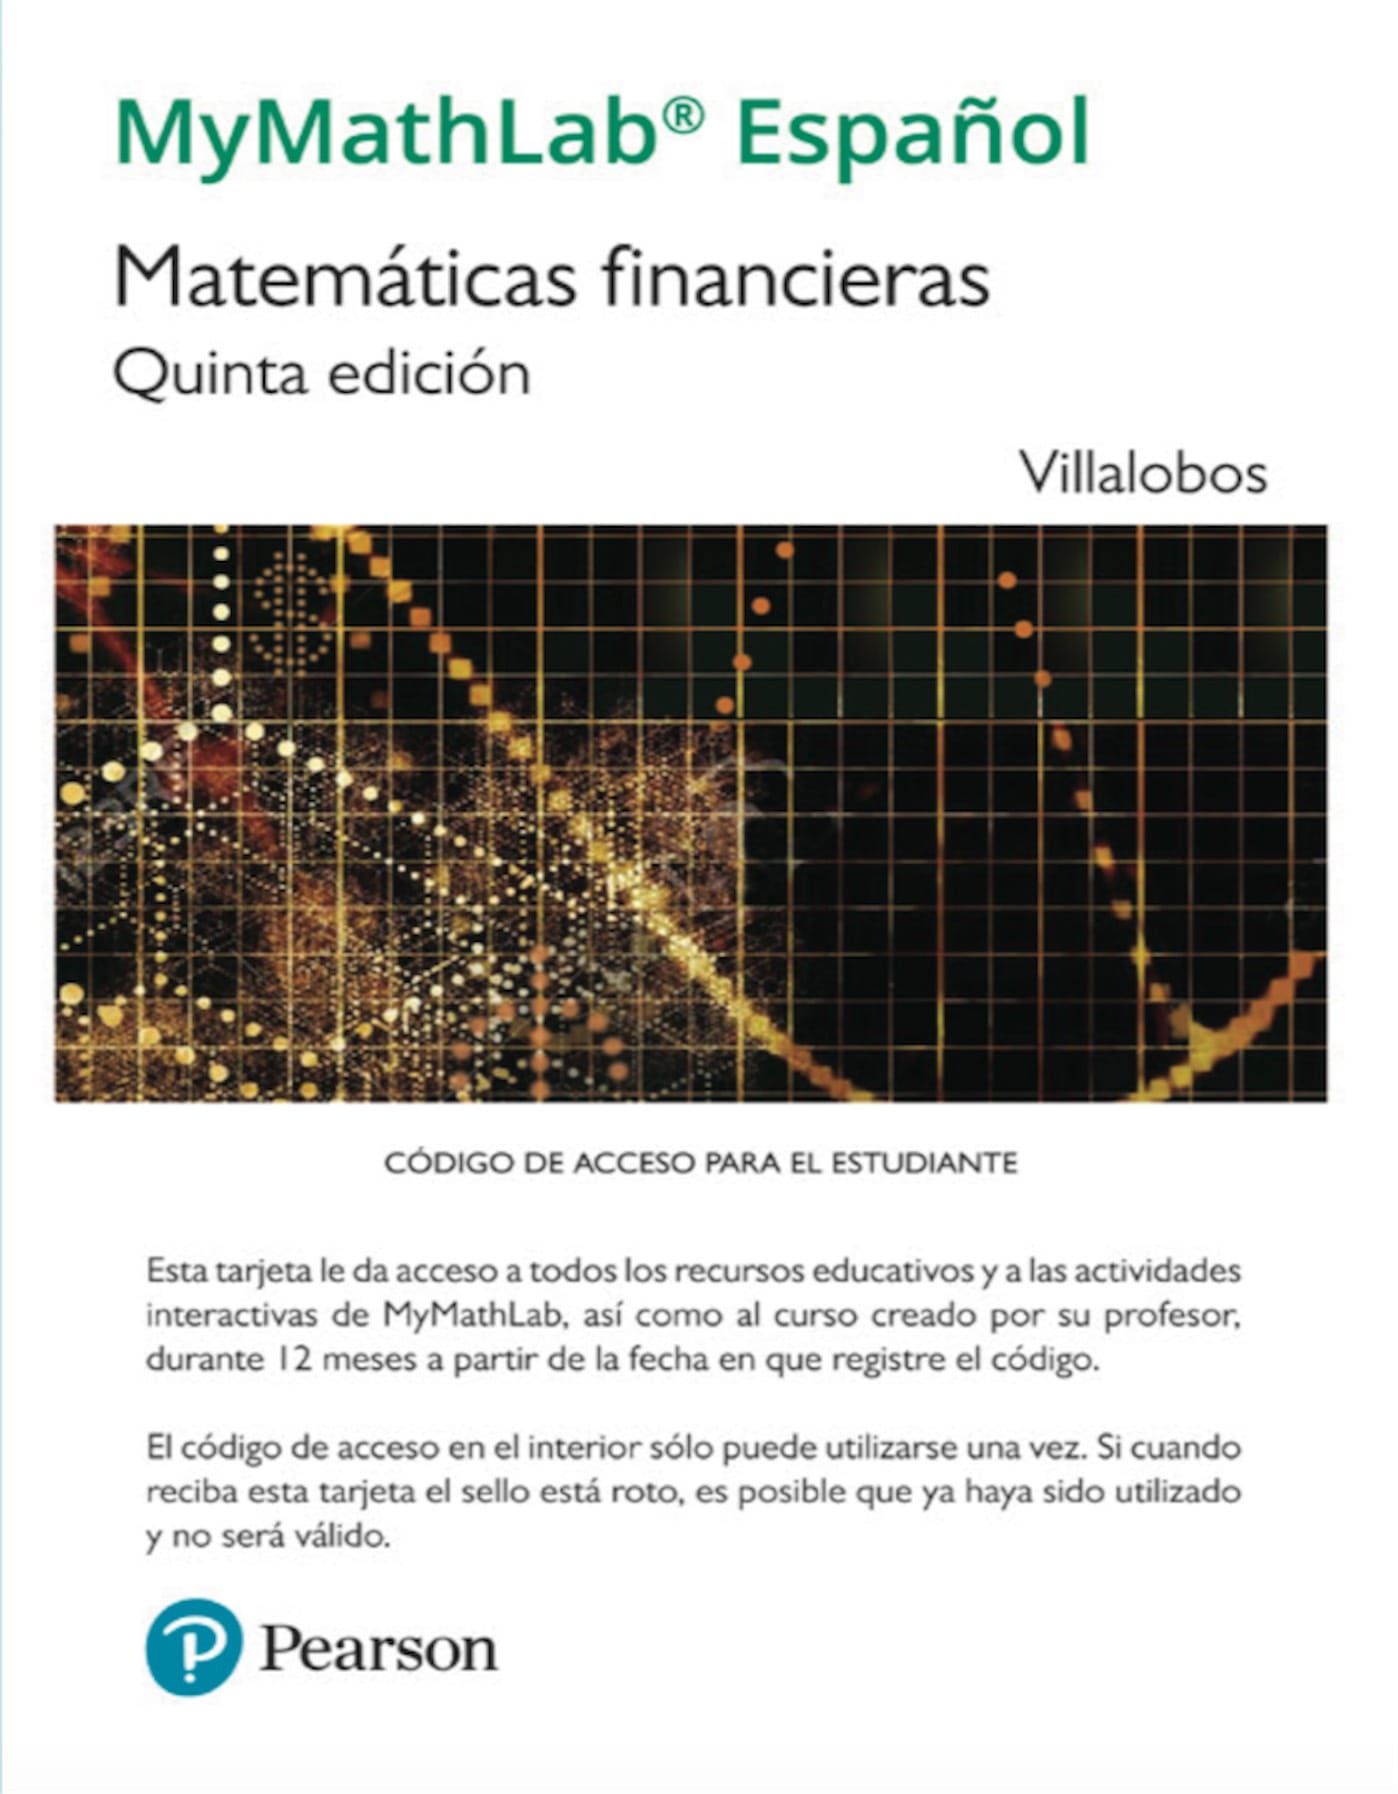 MyMathLab® Español
Matemáticas financieras
Quinta edición
Villalobos
CÓDIGO DE ACCESO PARA EL ESTUDIANTE
Esta tarjeta le da acceso a todos los recursos educativos y a las actividades
interactivas de MyMathLab, así como al curso creado por su profesor,
durante 12 meses a partir de la fecha en que registre el código.
El código de acceso en el interior sólo puede utilizarse una vez. Si cuando
reciba esta tarjeta el sello está roto, es posible que ya haya sido utilizado
y no será válido.
Pearson